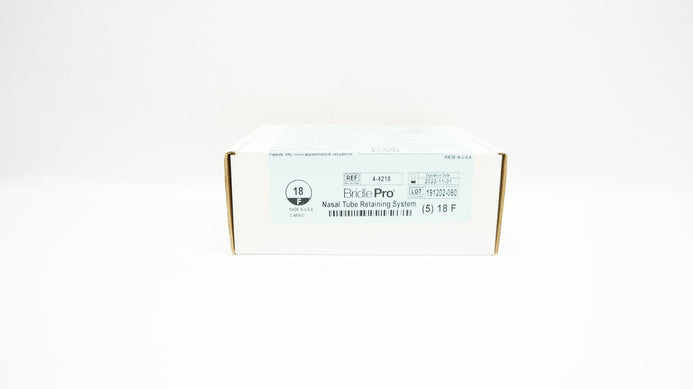 Patents: http://www.appliedmedical.net/patents
MADE IN U.S.A.
18
F
MADE IN U.S.A.
REF 4-4218
Bridle Pro®
Nasal Tube Retaining System
Expiration Date
2022-11-01
LOT 191202-060
(5) 18 F